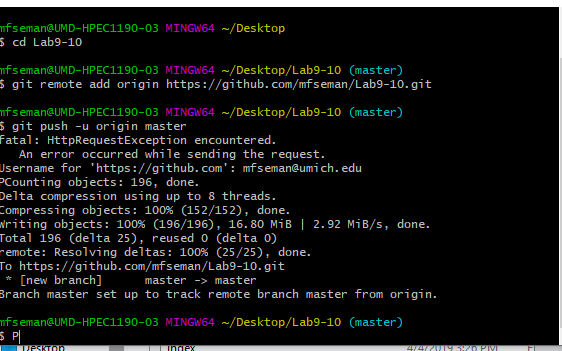 mfseman@UMD-HPEC1190-03 MINGW64 ~/Desktop
$ cd Lab9-10
mfseman@UMD-HPEC1190-03 MINGW64 ~/Desktop/Lab9-10 (master)
$ git remote add origin https://github.com/mfseman/Lab9-10.git
mfseman@UMD-HPEC1190-03 MINGW64 ~/Desktop/Lab9-10 (master)
$ git push -u origin master
fatal: HttpRequestException encountered.
An error occurred while sending the request.
Username for 'https://github.com': mfseman@umich.edu
PCounting objects: 196, done.
Delta compression using up to 8 threads.
Compressing objects: 100% (152/152), done.
Writing objects: 100% (196/196), 16.80 MiB | 2.92 MiB/s, done.
Total 196 (delta 25), reused 0 (delta 0)
remote: Resolving deltas: 100% (25/25), done.
To https://github.com/mfseman/Lab9-10.git
* [new branch] master -> master
Branch master set up to track remote branch master from origin.
mfseman@UMD-HPEC1190-03 MINGW64 ~/Desktop/Lab9-10 (master)
$ P
Desktop index 4/4/2019 3:26 PM